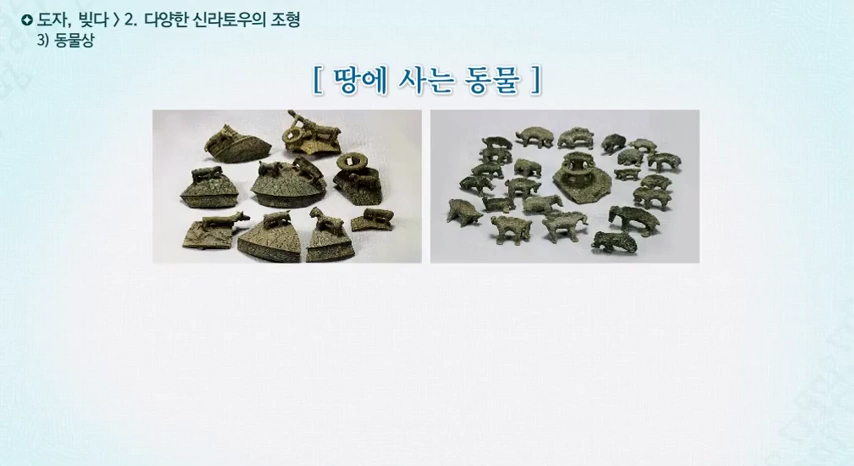 도자, 빚다 > 2. 다양한 신라토우의 조형
3) 동물상
[ 땅에 사는 동물 ]